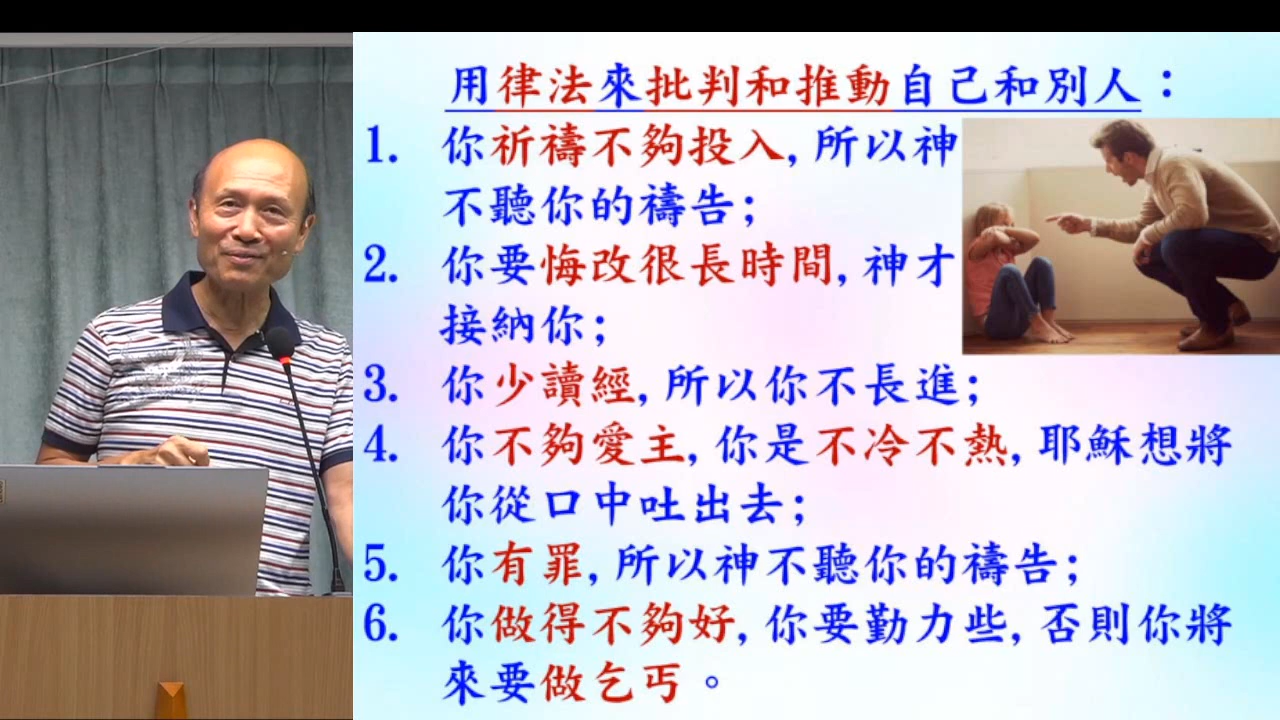 用律法來批判和推動自己和別人：
1. 你祈禱不夠投入, 所以神
不聽你的禱告;
2. 你要悔改很長時間, 神才
接納你;
3. 你少讀經, 所以你不長進;
4. 你不夠愛主, 你是不冷不熱, 耶穌想將
你從口中吐出去;
5. 你有罪, 所以神不聽你的禱告;
6. 你做得不夠好, 你要勤力些, 否則你將
來要做乞丐。